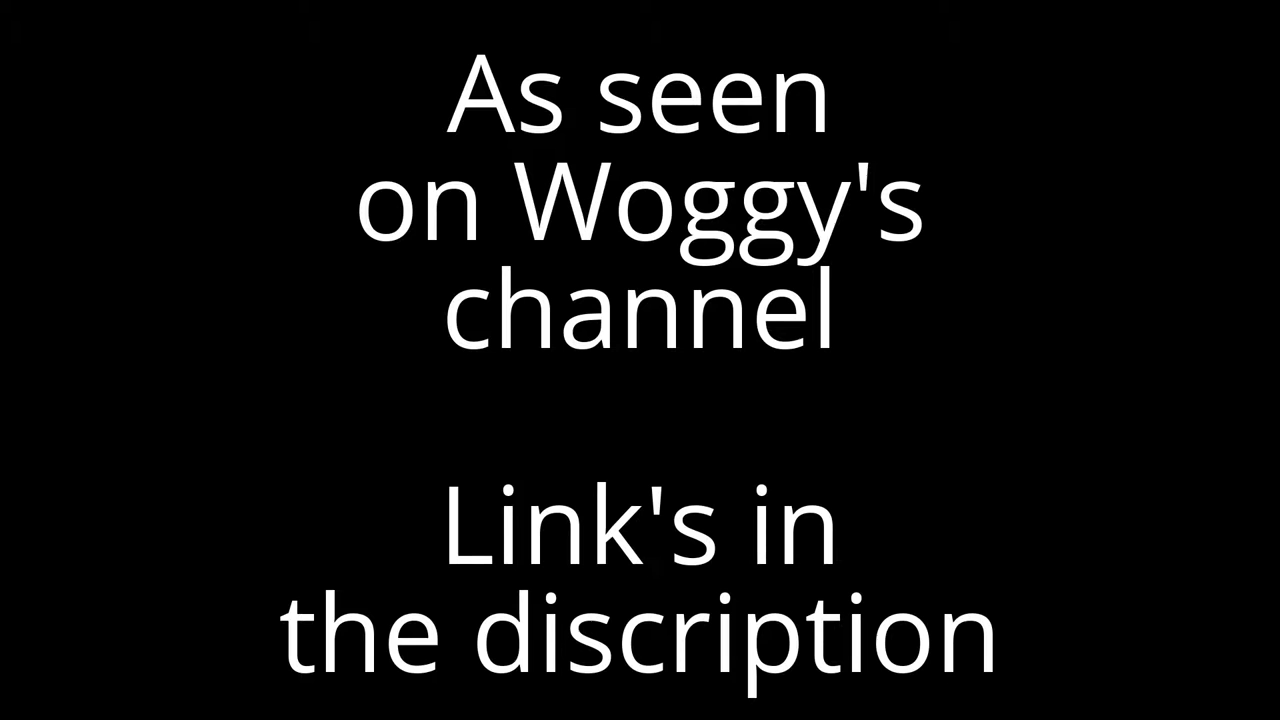 As seen
on Woggy's
channel
Link's in
the discription